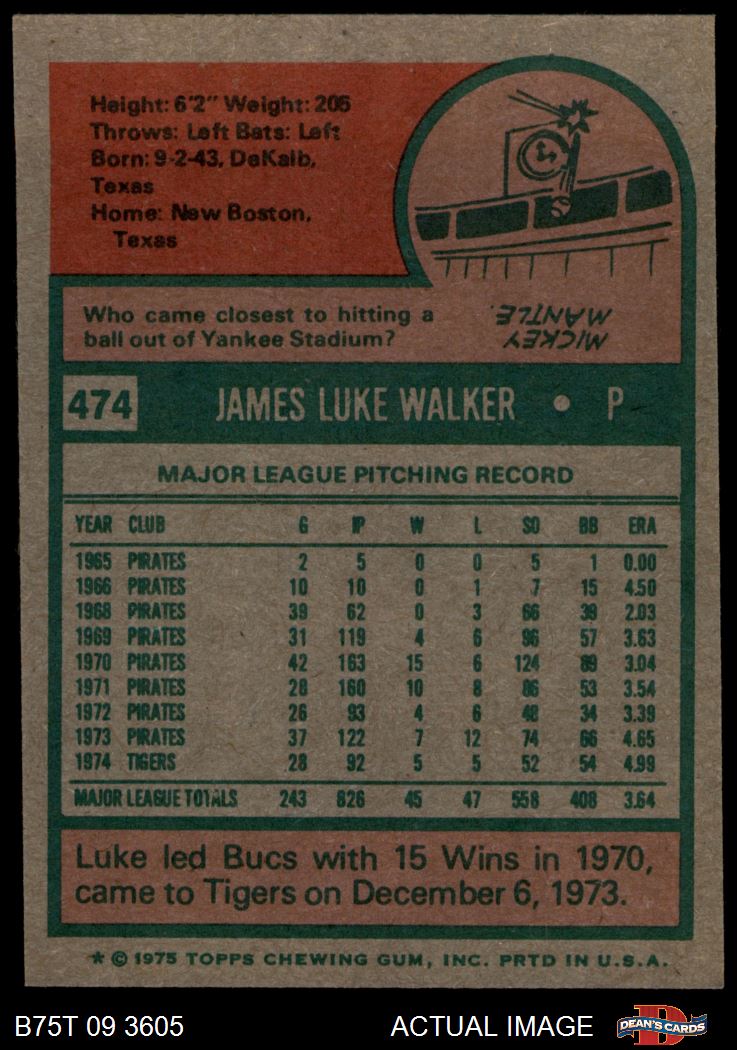 Height: 6'2" Weight: 205
Throws: Left Bats: Left
Born: 9-2-43, DeKalb,
Texas
Home: New Boston,
Texas
Who came closest to hitting a
ball out of Yankee Stadium?
MICKEY
MANTLE.
474 JAMES LUKE WALKER • P
MAJOR LEAGUE PITCHING RECORD
YEAR CLUB G IP W L SO BB ERA
1965 PIRATES 2 5 0 0 5 1 0.00
1966 PIRATES 10 10 0 1 7 15 4.50
1968 PIRATES 39 62 0 3 66 39 2.03
1969 PIRATES 31 119 4 6 96 57 3.63
1970 PIRATES 42 163 15 6 124 89 3.04
1971 PIRATES 28 160 10 8 86 53 3.54
1972 PIRATES 26 93 4 6 48 34 3.39
1973 PIRATES 37 122 7 12 74 66 4.65
1974 TIGERS 28 92 5 5 52 54 4.99
MAJOR LEAGUE TOTALS 243 826 45 47 558 408 3.64
Luke led Bucs with 15 Wins in 1970,
came to Tigers on December 6, 1973.
* © 1975 TOPPS CHEWING GUM, INC. PRTD IN U.S.A.
B75T 09 3605 ACTUAL IMAGE
D
DEAN'S CARDS